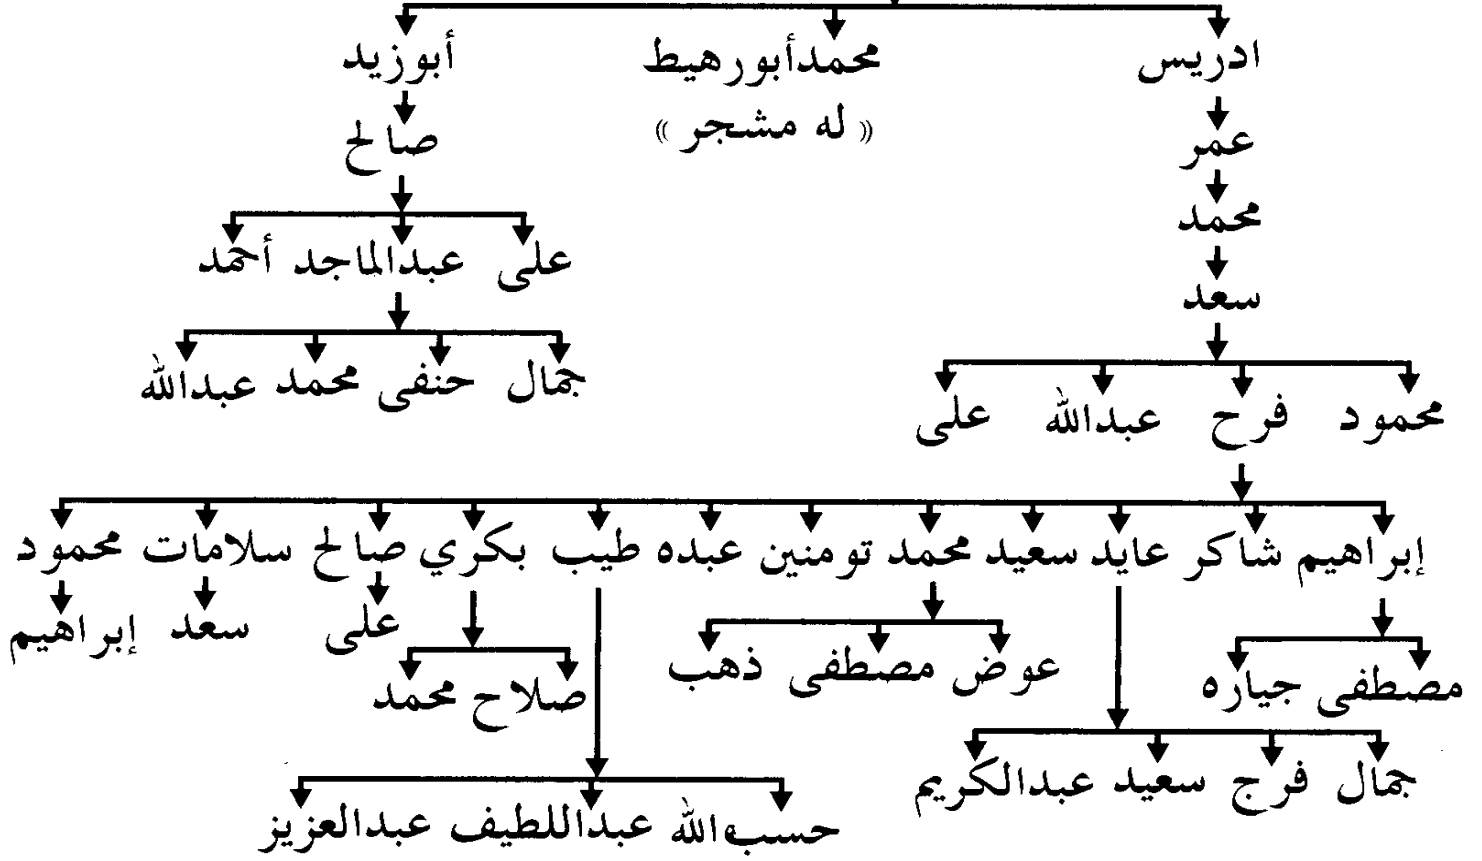 ادريس محمدأبورهيط أبوزيد
« له مشجر »
عمر صالح
محمد
على عبدالماجد أحمد
سعد
جمال حنفى محمد عبدالله
محمود فرح عبدالله على
إبراهيم شاكر عايد سعيد محمد تومنين عبده طيب بكري صالح سلامات محمود
على سعد إبراهيم
عوض مصطفى ذهب
مصطفى جياره
صلاح محمد
جمال فرج سعيد عبدالكريم
حسب الله عبداللطيف عبدالعزيز